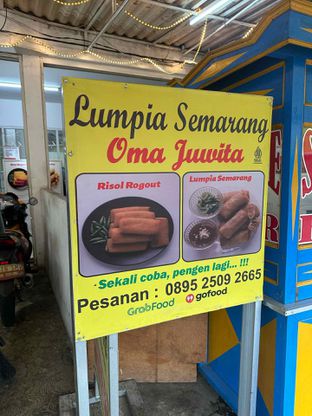 Lumpia Semarang
Oma Juwita
Risol Rogout
Lumpia Semarang
Sekali coba, pengen lagi... !!!
Pesanan : 0895 2509 2665
GrabFood
gofood